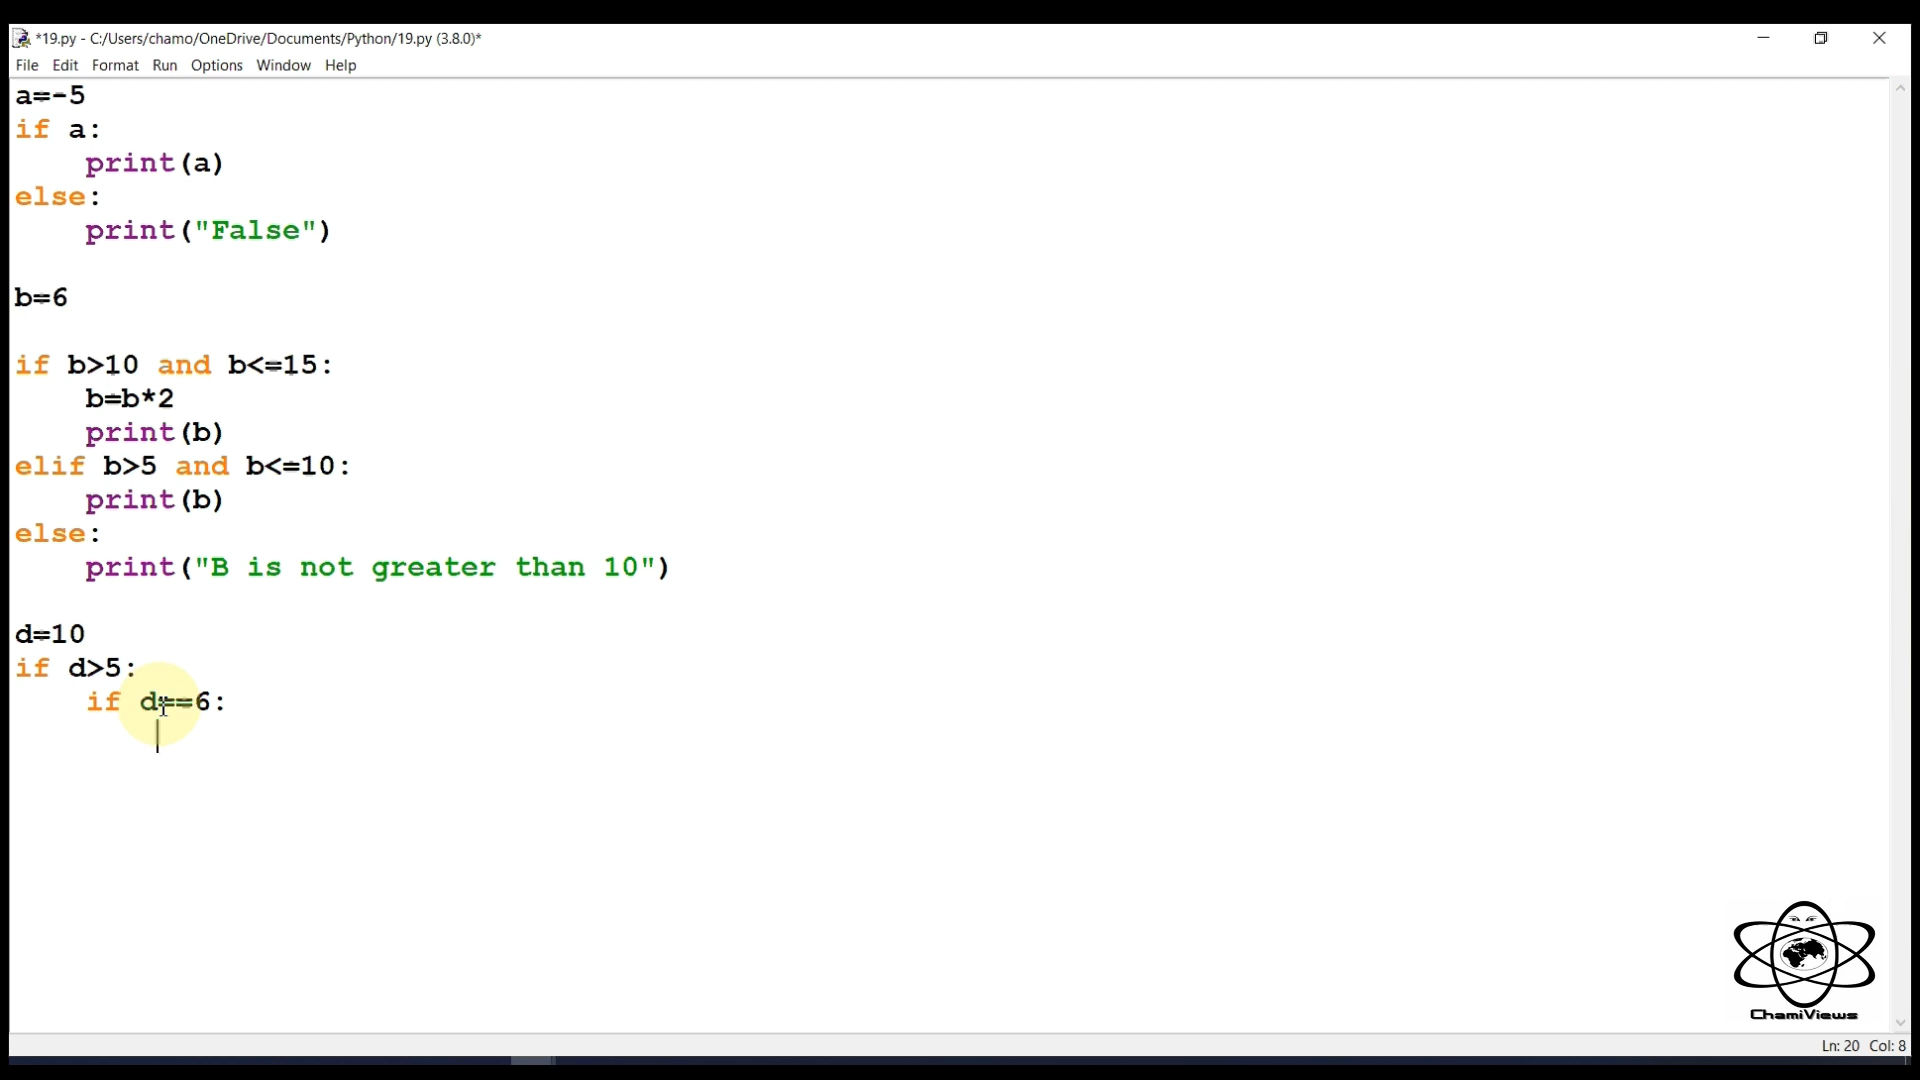 *19.py - C:/Users/chamo/OneDrive/Documents/Python/19.py (3.8.0)*
File Edit Format Run Options Window Help
a=-5
if a:
    print(a)
else:
    print("False")
b=6
if b>10 and b<=15:
    b=b*2
    print(b)
elif b>5 and b<=10:
    print(b)
else:
    print("B is not greater than 10")
d=10
if d>5:
    if d==6:
ChamiViews
Ln: 20 Col: 8